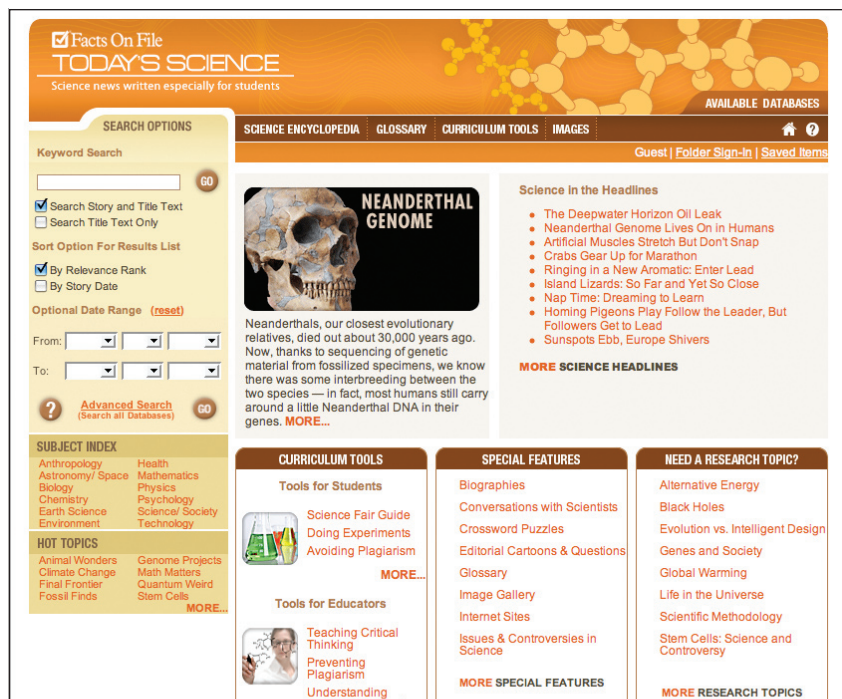 Facts On File
TODAY'S SCIENCE
Science news written especially for students
AVAILABLE DATABASES
SEARCH OPTIONS
SCIENCE ENCYCLOPEDIA
GLOSSARY
CURRICULUM TOOLS
IMAGES
?
Guest | Folder Sign-In | Saved Items
Keyword Search
GO
Search Story and Title Text
Search Title Text Only
Sort Option For Results List
By Relevance Rank
By Story Date
Optional Date Range (reset)
From:
To:
?
Advanced Search
(Search all Databases)
GO
SUBJECT INDEX
Anthropology
Astronomy/ Space
Biology
Chemistry
Earth Science
Environment
Health
Mathematics
Physics
Psychology
Science/ Society
Technology
HOT TOPICS
Animal Wonders
Climate Change
Final Frontier
Fossil Finds
Genome Projects
Math Matters
Quantum Weird
Stem Cells
MORE...
NEANDERTHAL
GENOME
Neanderthals, our closest evolutionary
relatives, died out about 30,000 years ago.
Now, thanks to sequencing of genetic
material from fossilized specimens, we know
there was some interbreeding between the
two species — in fact, most humans still carry
around a little Neanderthal DNA in their
genes. MORE...
Science in the Headlines
The Deepwater Horizon Oil Leak
Neanderthal Genome Lives On in Humans
Artificial Muscles Stretch But Don't Snap
Crabs Gear Up for Marathon
Ringing in a New Aromatic: Enter Lead
Island Lizards: So Far and Yet So Close
Nap Time: Dreaming to Learn
Homing Pigeons Play Follow the Leader, But
Followers Get to Lead
Sunspots Ebb, Europe Shivers
MORE SCIENCE HEADLINES
CURRICULUM TOOLS
Tools for Students
Science Fair Guide
Doing Experiments
Avoiding Plagiarism
MORE...
Tools for Educators
Teaching Critical
Thinking
Preventing
Plagiarism
Understanding
SPECIAL FEATURES
Biographies
Conversations with Scientists
Crossword Puzzles
Editorial Cartoons & Questions
Glossary
Image Gallery
Internet Sites
Issues & Controversies in
Science
MORE SPECIAL FEATURES
NEED A RESEARCH TOPIC?
Alternative Energy
Black Holes
Evolution vs. Intelligent Design
Genes and Society
Global Warming
Life in the Universe
Scientific Methodology
Stem Cells: Science and
Controversy
MORE RESEARCH TOPICS